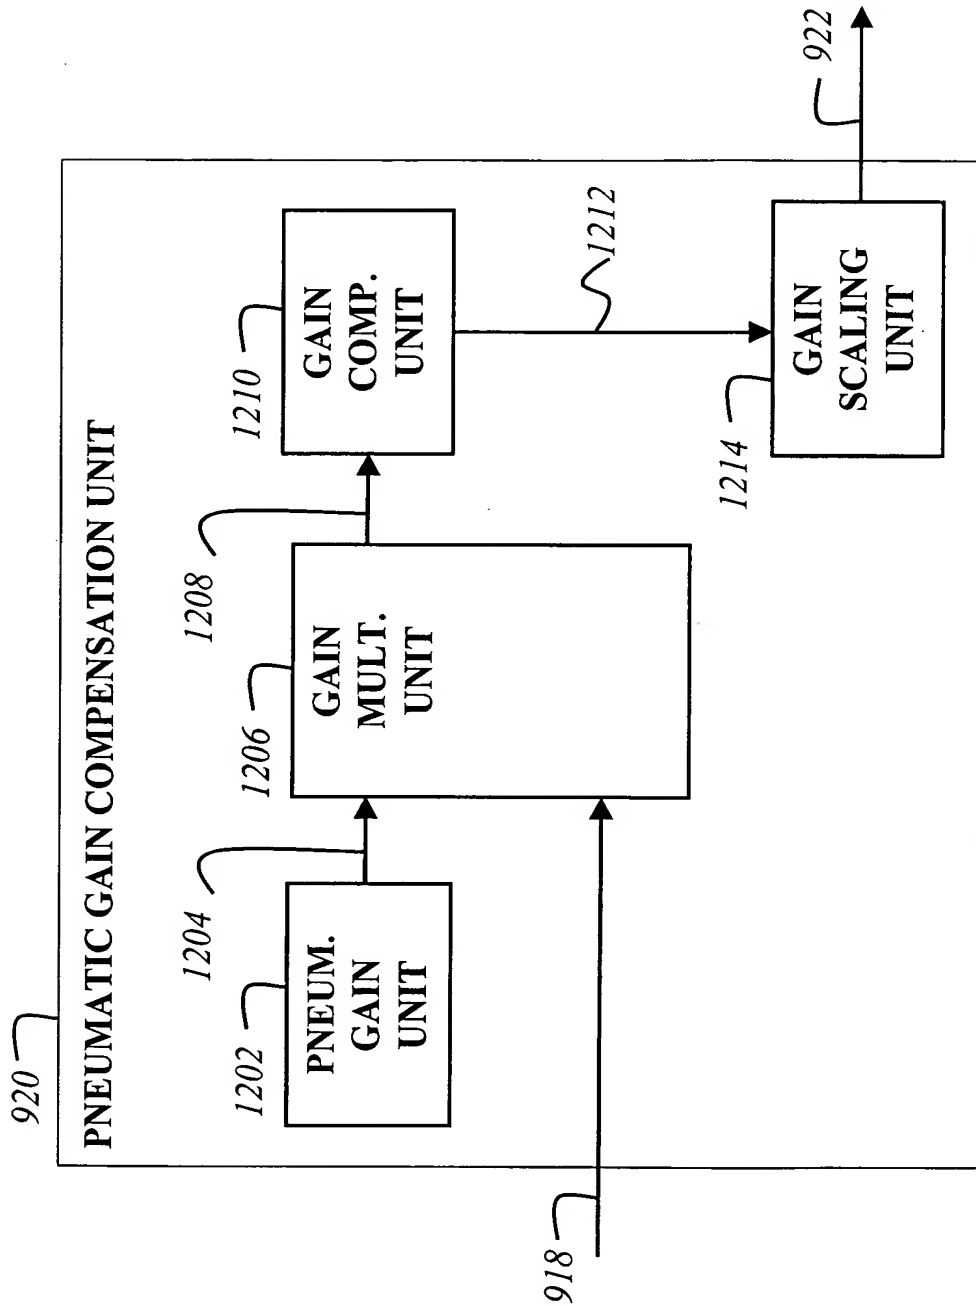 920
PNEUMATIC GAIN COMPENSATION UNIT
1202
PNEUM.
GAIN
UNIT
1204
1206
GAIN
MULT.
UNIT
1208
1210
GAIN
COMP.
UNIT
1212
918
1214
GAIN
SCALING
UNIT
922